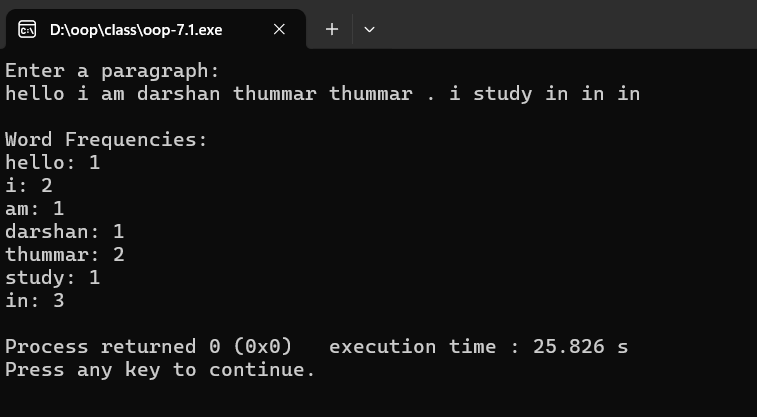 D:\oop\class\oop-7.1.exe
Enter a paragraph:
hello i am darshan thummar thummar . i study in in in
Word Frequencies:
hello: 1
i: 2
am: 1
darshan: 1
thummar: 2
study: 1
in: 3
Process returned 0 (0x0)   execution time : 25.826 s
Press any key to continue.